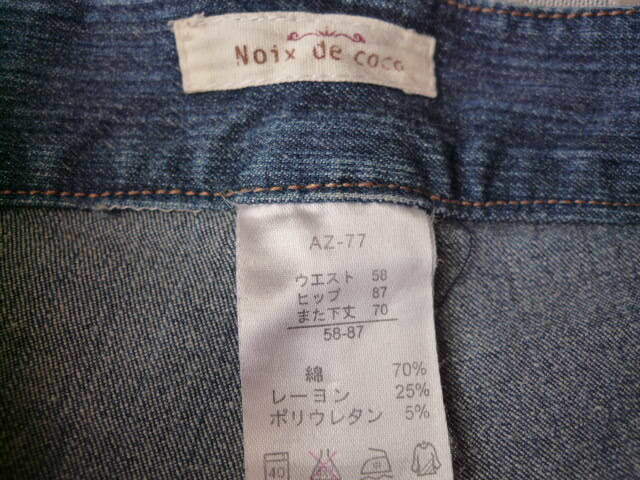 Noix de coco
AZ-77
ウエスト 58
ヒップ 87
また下丈 70
58-87
綿 70%
レーヨン 25%
ポリウレタン 5%
40